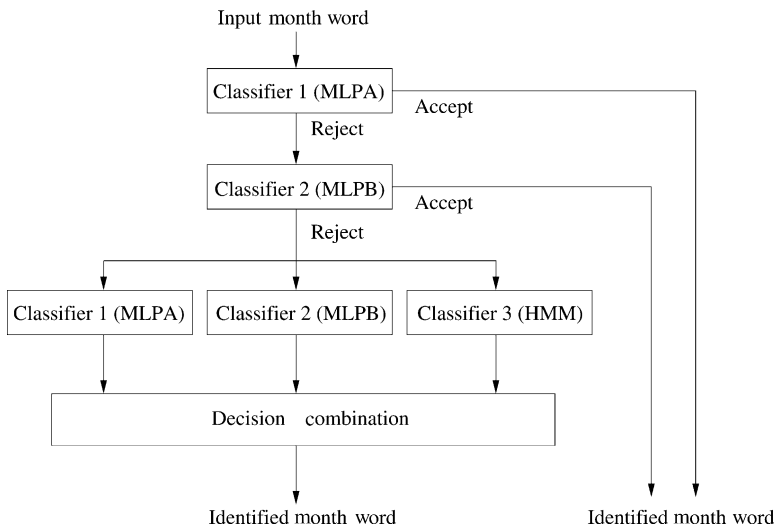 Input month word
Classifier 1 (MLPA)
Accept
Reject
Classifier 2 (MLPB)
Accept
Reject
Classifier 1 (MLPA)
Classifier 2 (MLPB)
Classifier 3 (HMM)
Decision combination
Identified month word
Identified month word